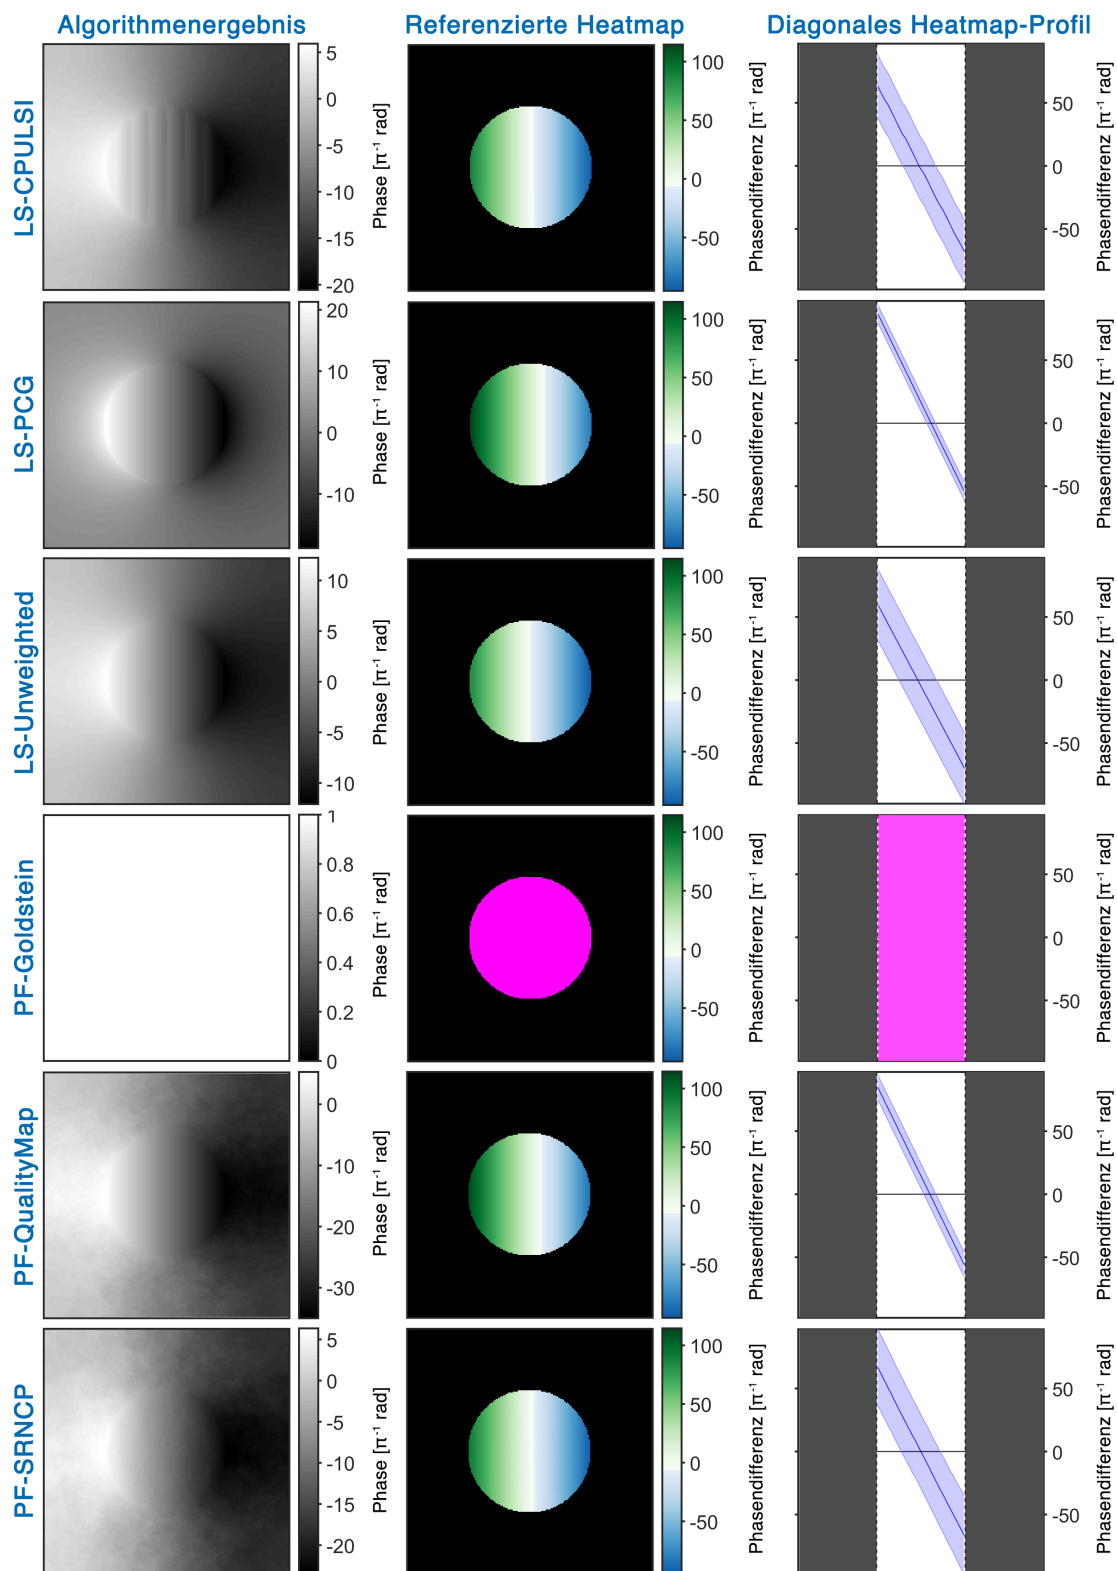 Algorithmenergebnis Referenzierte Heatmap Diagonales Heatmap-Profil
LS-CPULSI
5
0
-5
-10
-15
-20
Phase [π⁻¹ rad]
100
50
0
-50
Phasendifferenz [π⁻¹ rad]
50
0
-50
Phasendifferenz [π⁻¹ rad]
LS-PCG
20
10
0
-10
Phase [π⁻¹ rad]
100
50
0
-50
Phasendifferenz [π⁻¹ rad]
50
0
-50
Phasendifferenz [π⁻¹ rad]
LS-Unweighted
10
5
0
-5
-10
Phase [π⁻¹ rad]
100
50
0
-50
Phasendifferenz [π⁻¹ rad]
50
0
-50
Phasendifferenz [π⁻¹ rad]
PF-Goldstein
1
0.8
0.6
0.4
0.2
0
Phase [π⁻¹ rad]
100
50
0
-50
Phasendifferenz [π⁻¹ rad]
50
0
-50
Phasendifferenz [π⁻¹ rad]
PF-QualityMap
0
-10
-20
-30
Phase [π⁻¹ rad]
100
50
0
-50
Phasendifferenz [π⁻¹ rad]
50
0
-50
Phasendifferenz [π⁻¹ rad]
PF-SRNCP
5
0
-5
-10
-15
-20
Phase [π⁻¹ rad]
100
50
0
-50
Phasendifferenz [π⁻¹ rad]
50
0
-50
Phasendifferenz [π⁻¹ rad]